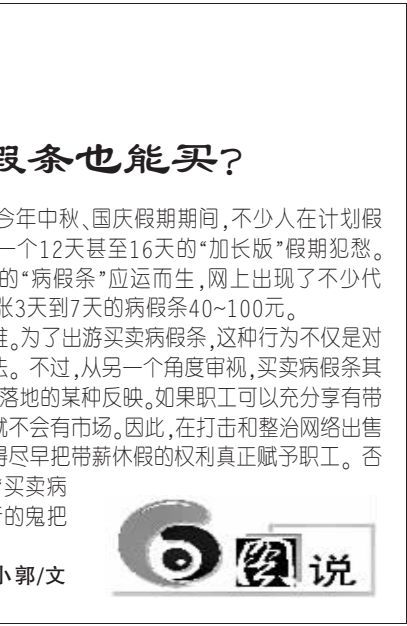 假条也能买?
今年中秋、国庆假期期间,不少人在计划假
一个12天甚至16天的“加长版”假期犯愁。
的“病假条”应运而生,网上出现了不少代
张3天到7天的病假条40~100元。
。为了出游买卖病假条,这种行为不仅是对
法。不过,从另一个角度审视,买卖病假条其
落地的某种反映。如果职工可以充分享有带
就不会有市场。因此,在打击和整治网络出售
得尽早把带薪休假的权利真正赋予职工。否
“买卖病
的鬼把
小郭/文
图说